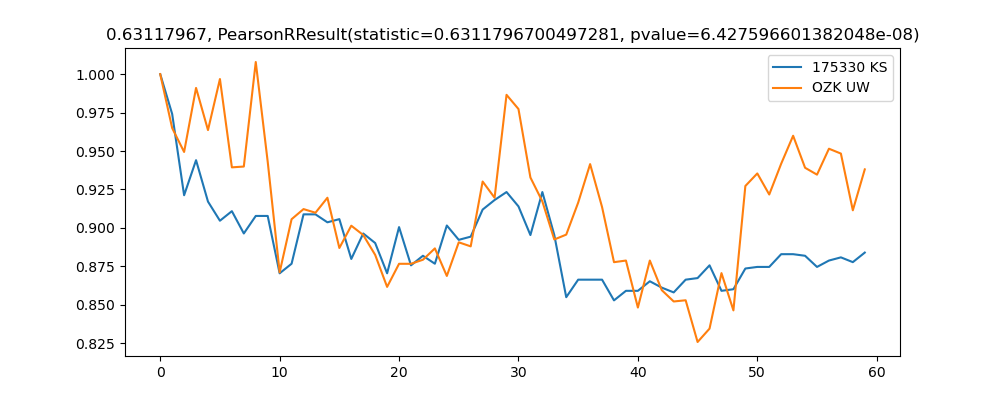 0.63117967, PearsonRResult(statistic=0.6311796700497281, pvalue=6.427596601382048e-08)
175330 KS
OZK UW
1.000
0.975
0.950
0.925
0.900
0.875
0.850
0.825
0 10 20 30 40 50 60